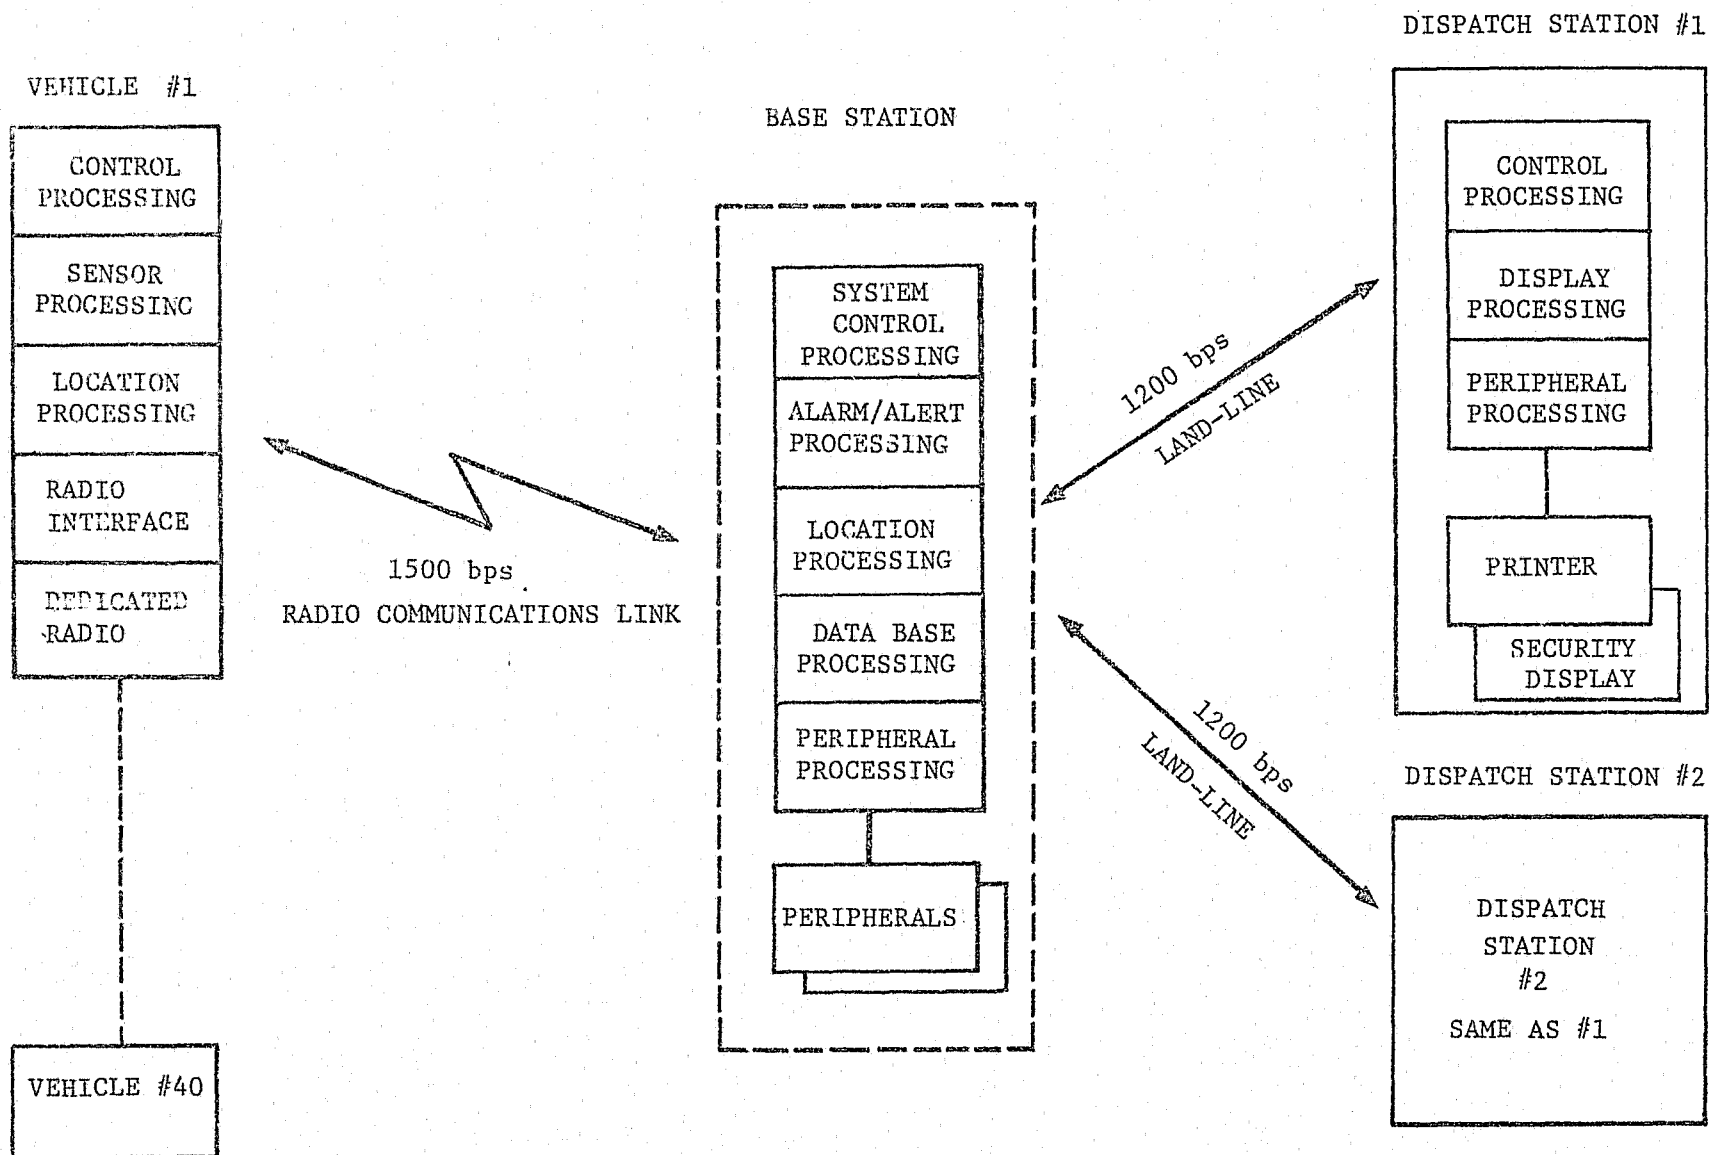 VEHICLE #1
CONTROL
PROCESSING
SENSOR
PROCESSING
LOCATION
PROCESSING
RADIO
INTERFACE
DEDICATED
RADIO
VEHICLE #40
1500 bps
RADIO COMMUNICATIONS LINK
BASE STATION
SYSTEM
CONTROL
PROCESSING
ALARM/ALERT
PROCESSING
LOCATION
PROCESSING
DATA BASE
PROCESSING
PERIPHERAL
PROCESSING
PERIPHERALS
1200 bps
LAND-LINE
1200 bps
LAND-LINE
DISPATCH STATION #1
CONTROL
PROCESSING
DISPLAY
PROCESSING
PERIPHERAL
PROCESSING
PRINTER
SECURITY
DISPLAY
DISPATCH STATION #2
DISPATCH
STATION
#2
SAME AS #1